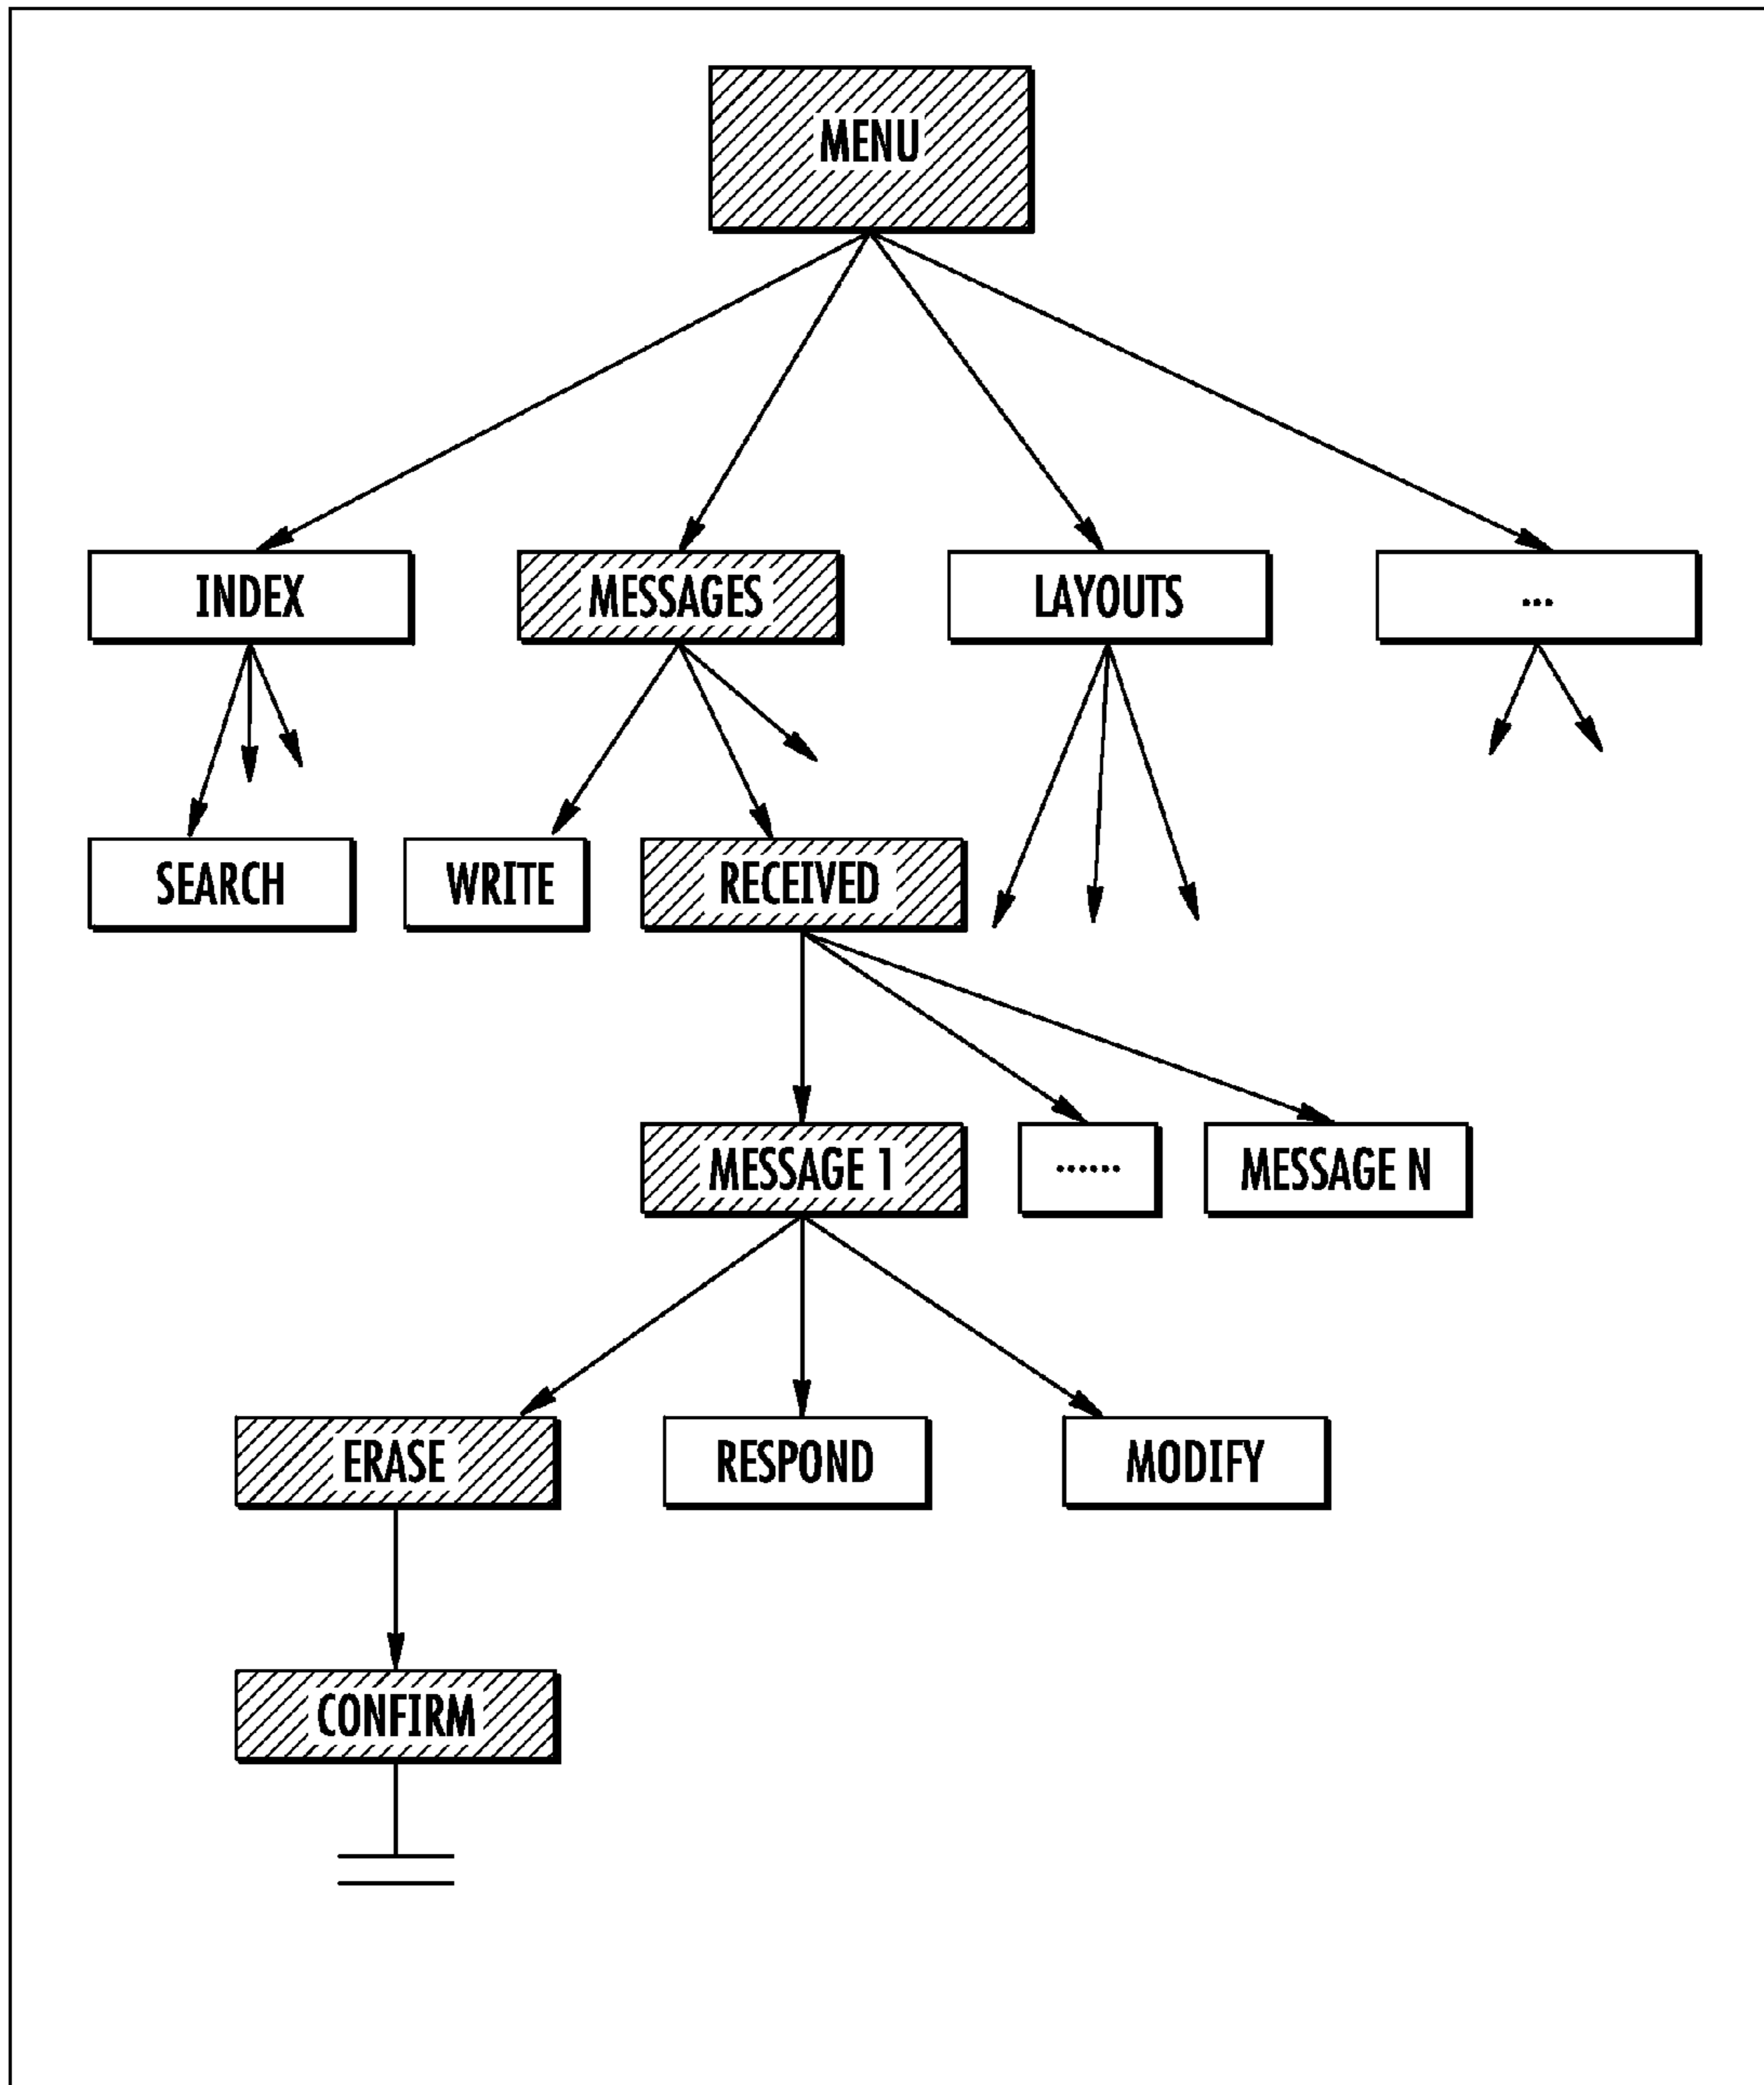 MENU
INDEX
MESSAGES
LAYOUTS
...
SEARCH
WRITE
RECEIVED
MESSAGE 1
......
MESSAGE N
ERASE
RESPOND
MODIFY
CONFIRM